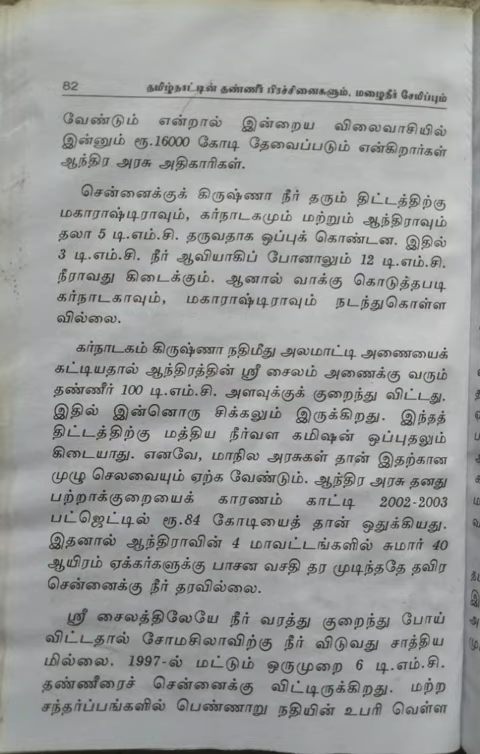 82 தமிழ்நாட்டின் தண்ணீர் பிரச்சினைகளும், மழைநீர் சேமிப்பும்
வேண்டும் என்றால் இன்றைய விலைவாசியில்
இன்னும் ரூ.16000 கோடி தேவைப்படும் என்கிறார்கள்
ஆந்திர அரசு அதிகாரிகள்.
சென்னைக்குக் கிருஷ்ணா நீர் தரும் திட்டத்திற்கு
மகாராஷ்டிராவும், கர்நாடகமும் மற்றும் ஆந்திராவும்
தலா 5 டி.எம்.சி. தருவதாக ஒப்புக் கொண்டன. இதில்
3 டி.எம்.சி. நீர் ஆவியாகிப் போனாலும் 12 டி.எம்.சி.
நீராவது கிடைக்கும். ஆனால் வாக்கு கொடுத்தபடி
கர்நாடகாவும், மகாராஷ்டிராவும் நடந்துகொள்ள
வில்லை.
கர்நாடகம் கிருஷ்ணா நதிமீது அலமாட்டி அணையைக்
கட்டியதால் ஆந்திரத்தின் ஸ்ரீ சைலம் அணைக்கு வரும்
தண்ணீர் 100 டி.எம்.சி. அளவுக்குக் குறைந்து விட்டது.
இதில் இன்னொரு சிக்கலும் இருக்கிறது. இந்தத்
திட்டத்திற்கு மத்திய நீர்வள கமிஷன் ஒப்புதலும்
கிடையாது. எனவே, மாநில அரசுகள் தான் இதற்கான
முழு செலவையும் ஏற்க வேண்டும். ஆந்திர அரசு தனது
பற்றாக்குறையைக் காரணம் காட்டி 2002-2003
பட்ஜெட்டில் ரூ.84 கோடியைத் தான் ஒதுக்கியது.
இதனால் ஆந்திராவின் 4 மாவட்டங்களில் சுமார் 40
ஆயிரம் ஏக்கர்களுக்கு பாசன வசதி தர முடிந்ததே தவிர
சென்னைக்கு நீர் தரவில்லை.
ஸ்ரீ சைலத்திலேயே நீர் வரத்து குறைந்து போய்
விட்டதால் சோமசிலாவிற்கு நீர் விடுவது சாத்திய
மில்லை. 1997-ல் மட்டும் ஒருமுறை 6 டி.எம்.சி.
தண்ணீரைச் சென்னைக்கு விட்டிருக்கிறது. மற்ற
சந்தர்ப்பங்களில் பெண்ணாறு நதியின் உபரி வெள்ள